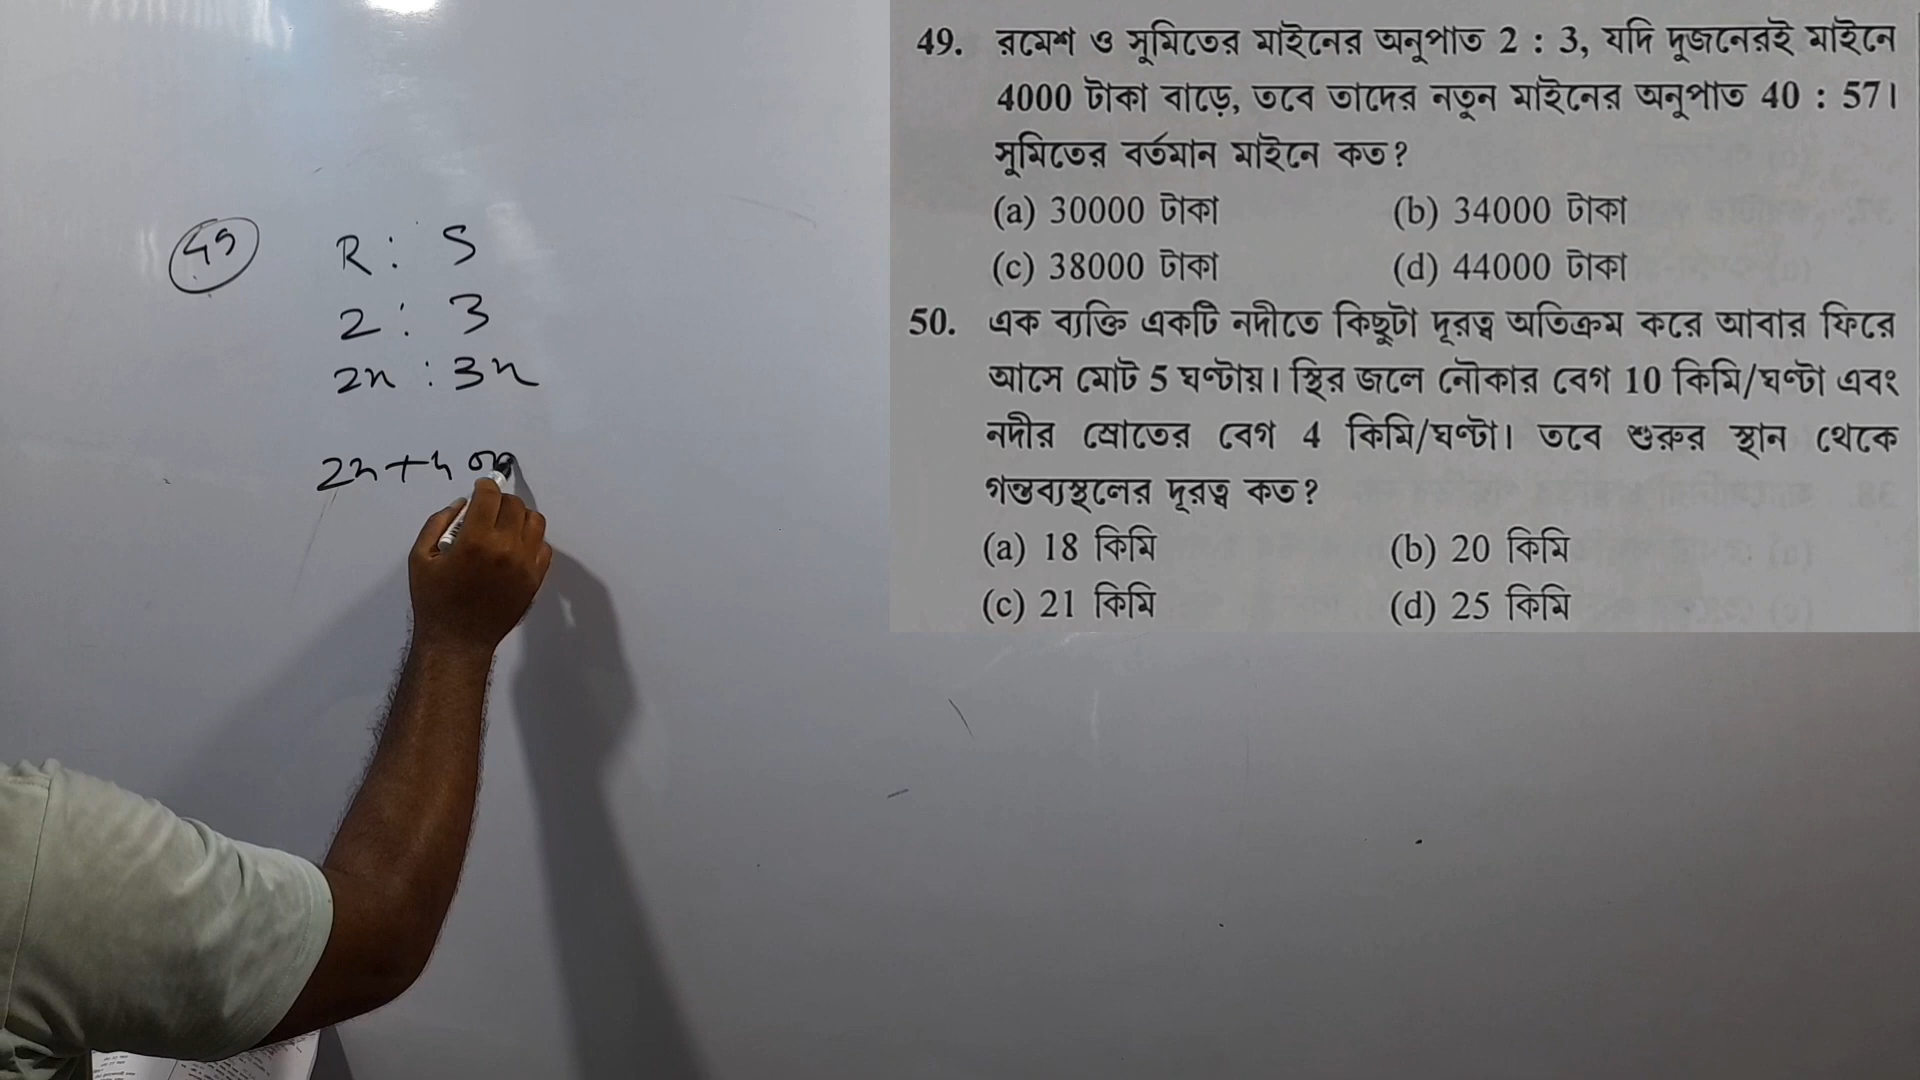 49
R : S
2 : 3
2x : 3x
2x + 400
49. রমেশ ও সুমিতের মাইনের অনুপাত 2 : 3, যদি দুজনেরই মাইনে
4000 টাকা বাড়ে, তবে তাদের নতুন মাইনের অনুপাত 40 : 57।
সুমিতের বর্তমান মাইনে কত?
(a) 30000 টাকা (b) 34000 টাকা
(c) 38000 টাকা (d) 44000 টাকা
50. এক ব্যক্তি একটি নদীতে কিছুটা দূরত্ব অতিক্রম করে আবার ফিরে
আসে মোট 5 ঘণ্টায়। স্থির জলে নৌকার বেগ 10 কিমি/ঘণ্টা এবং
নদীর স্রোতের বেগ 4 কিমি/ঘণ্টা। তবে শুরুর স্থান থেকে
গন্তব্যস্থলের দূরত্ব কত?
(a) 18 কিমি (b) 20 কিমি
(c) 21 কিমি (d) 25 কিমি